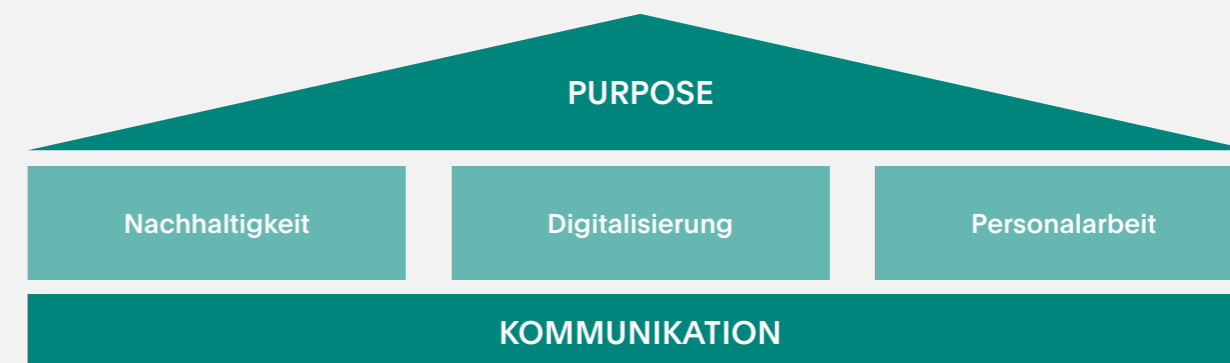 PURPOSE
Nachhaltigkeit
Digitalisierung
Personalarbeit
KOMMUNIKATION